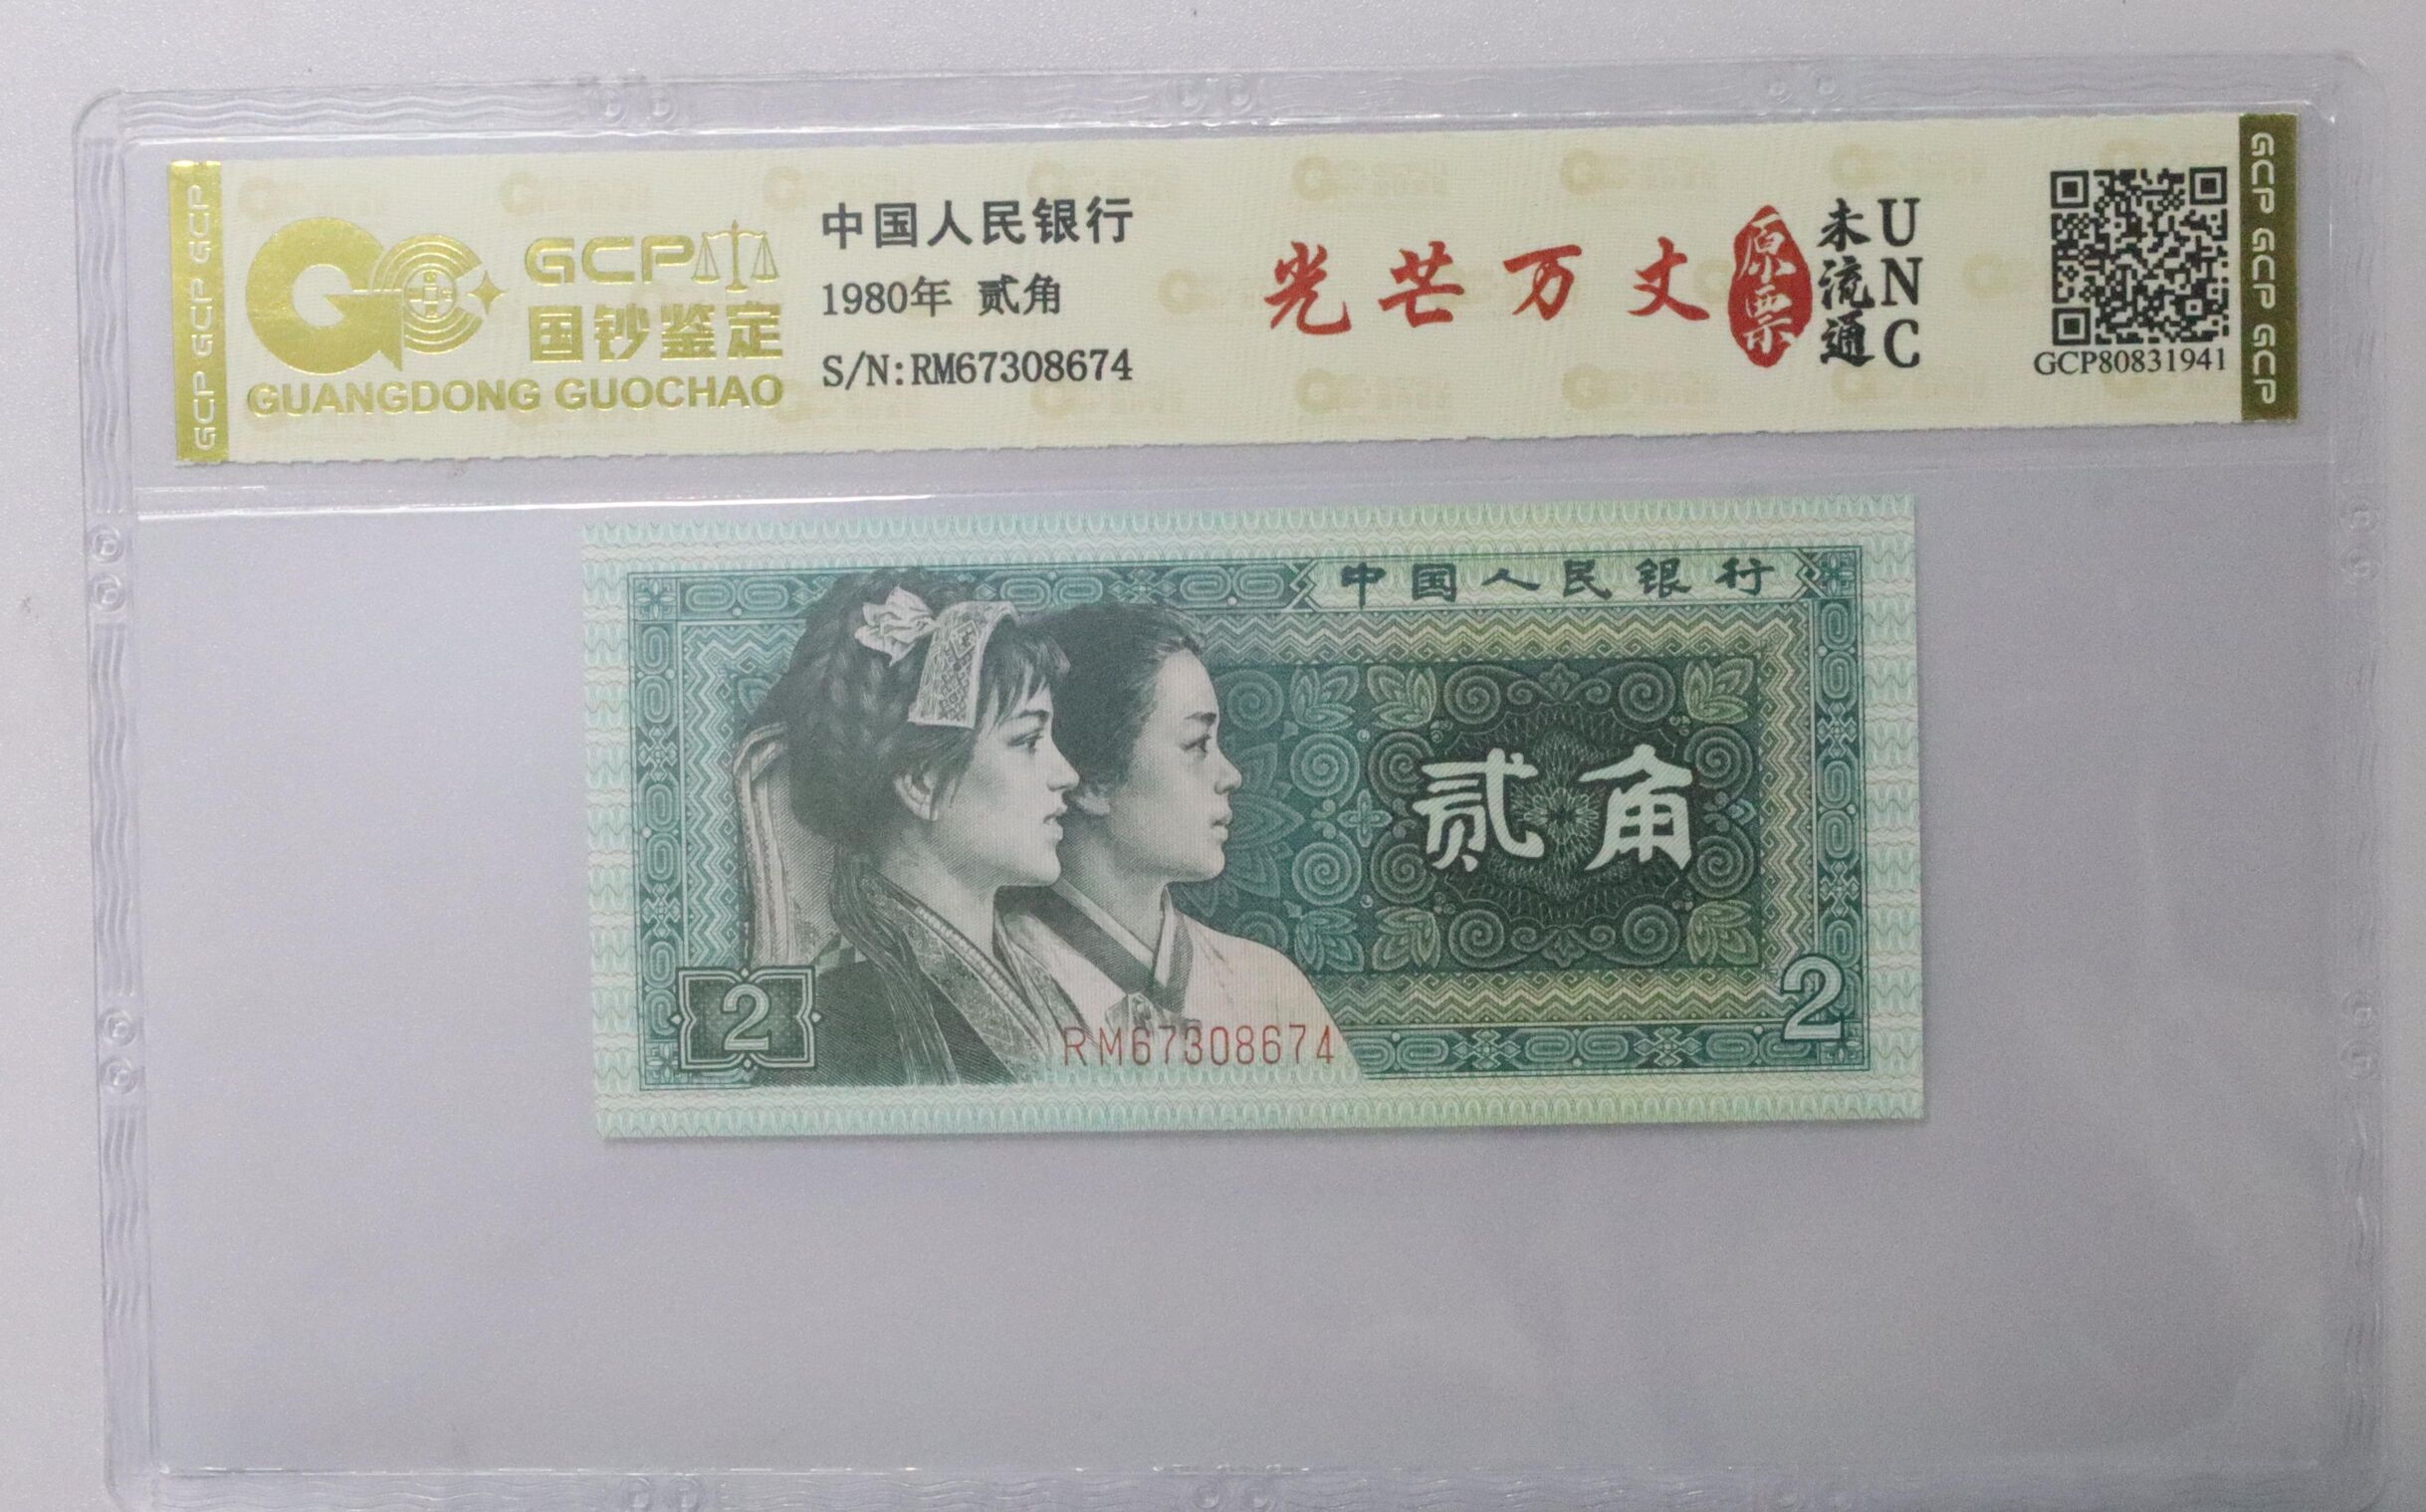 GCP GCP GCP
GCP
国钞鉴定
GUANGDONG GUOCHAO
中国人民银行
1980年 贰角
S/N:RM67308674
光芒万丈
原票
未流通
UNC
GCP80831941
GCP GCP GCP
中国人民银行
贰角
2
2
RM67308674